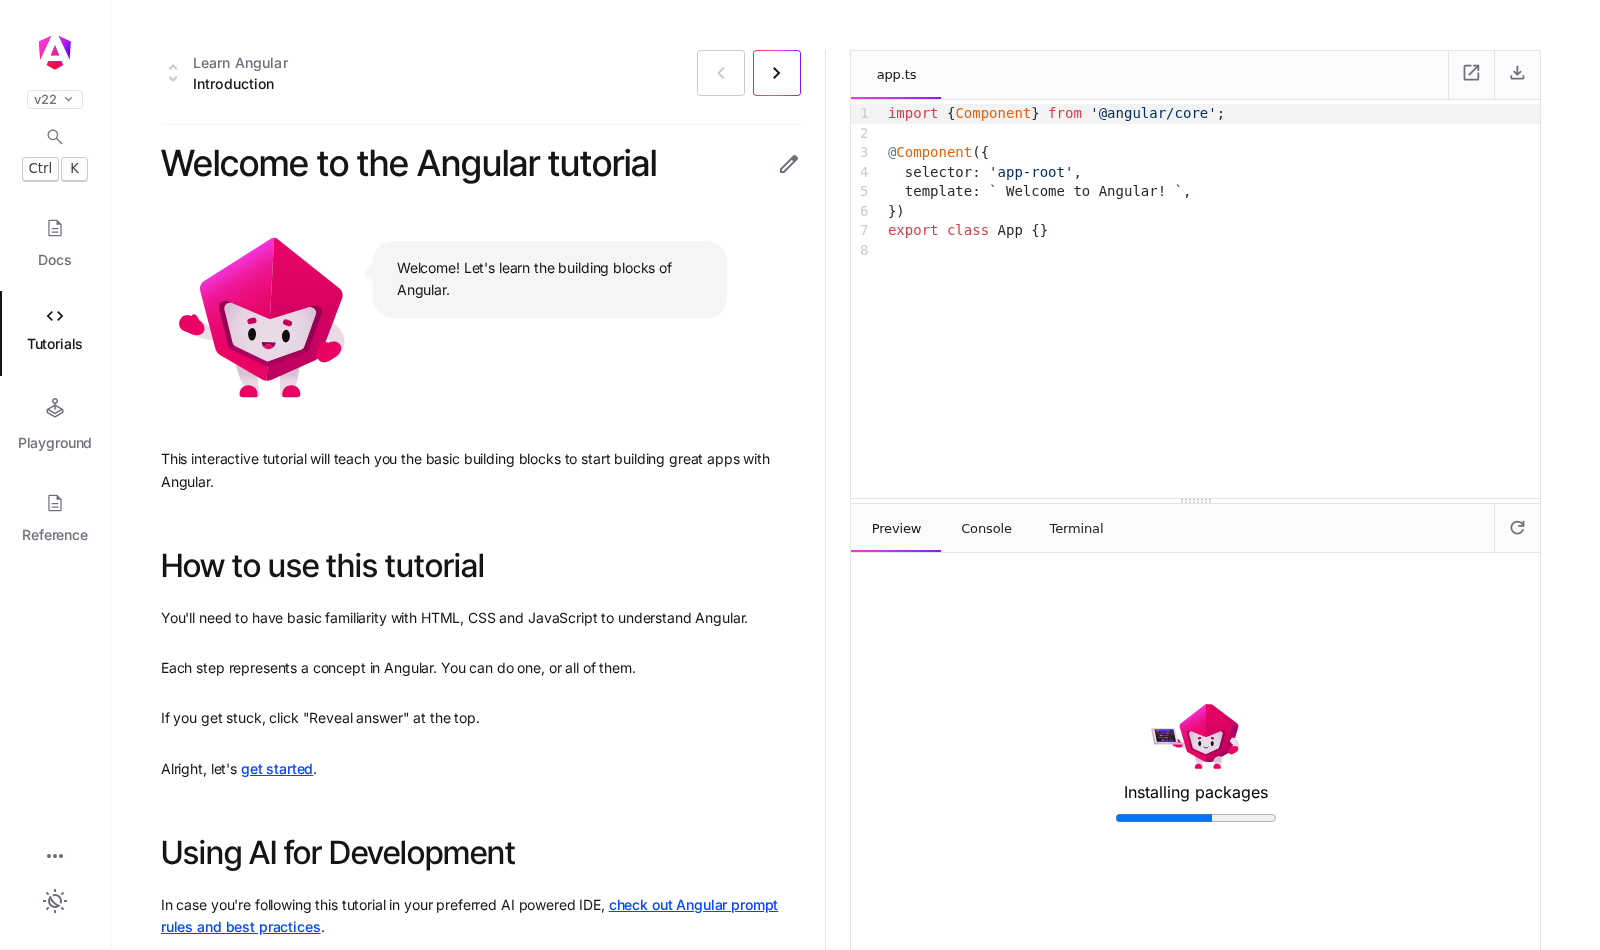 v22
Ctrl K
Docs
Tutorials
Playground
Reference
Learn Angular
Introduction
Welcome to the Angular tutorial
Welcome! Let's learn the building blocks of
Angular.
This interactive tutorial will teach you the basic building blocks to start building great apps with
Angular.
How to use this tutorial
You'll need to have basic familiarity with HTML, CSS and JavaScript to understand Angular.
Each step represents a concept in Angular. You can do one, or all of them.
If you get stuck, click "Reveal answer" at the top.
Alright, let's get started.
Using AI for Development
In case you're following this tutorial in your preferred AI powered IDE, check out Angular prompt
rules and best practices.
app.ts
1 import {Component} from '@angular/core';
2
3 @Component({
4   selector: 'app-root',
5   template: ` Welcome to Angular! `,
6 })
7 export class App {}
8
Preview Console Terminal
Installing packages